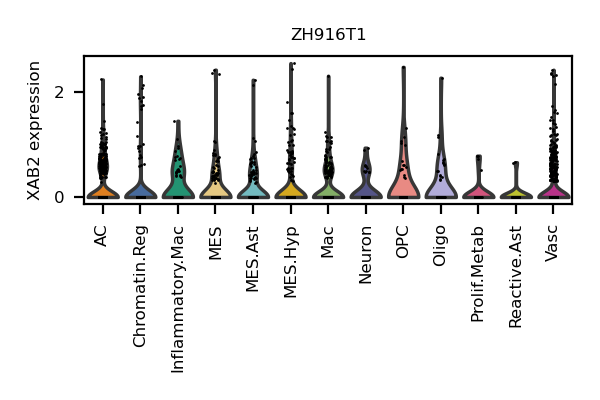 ZH916T1
XAB2 expression
2
0
AC
Chromatin.Reg
Inflammatory.Mac
MES
MES.Ast
MES.Hyp
Mac
Neuron
OPC
Oligo
Prolif.Metab
Reactive.Ast
Vasc